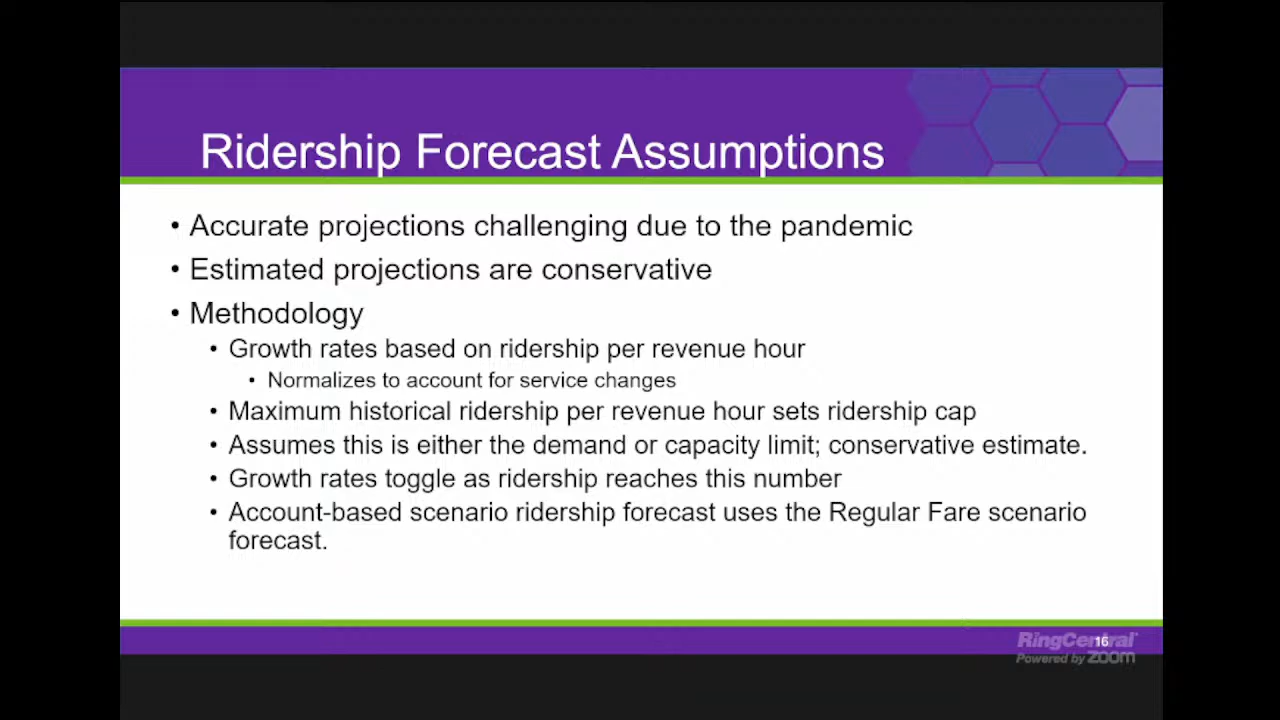 Ridership Forecast Assumptions
• Accurate projections challenging due to the pandemic
• Estimated projections are conservative
• Methodology
• Growth rates based on ridership per revenue hour
• Normalizes to account for service changes
• Maximum historical ridership per revenue hour sets ridership cap
• Assumes this is either the demand or capacity limit; conservative estimate.
• Growth rates toggle as ridership reaches this number
• Account-based scenario ridership forecast uses the Regular Fare scenario
forecast.
RingCentral
16
Powered by zoom